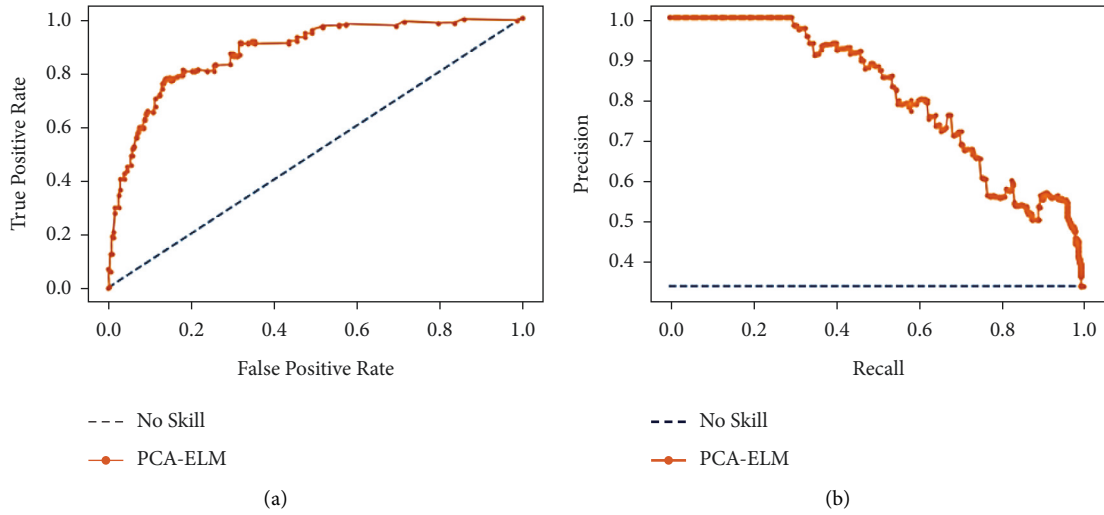 True Positive Rate
1.0
0.8
0.6
0.4
0.2
0.0
0.0 0.2 0.4 0.6 0.8 1.0
False Positive Rate
No Skill
PCA-ELM
(a)
Precision
1.0
0.9
0.8
0.7
0.6
0.5
0.4
0.0 0.2 0.4 0.6 0.8 1.0
Recall
No Skill
PCA-ELM
(b)